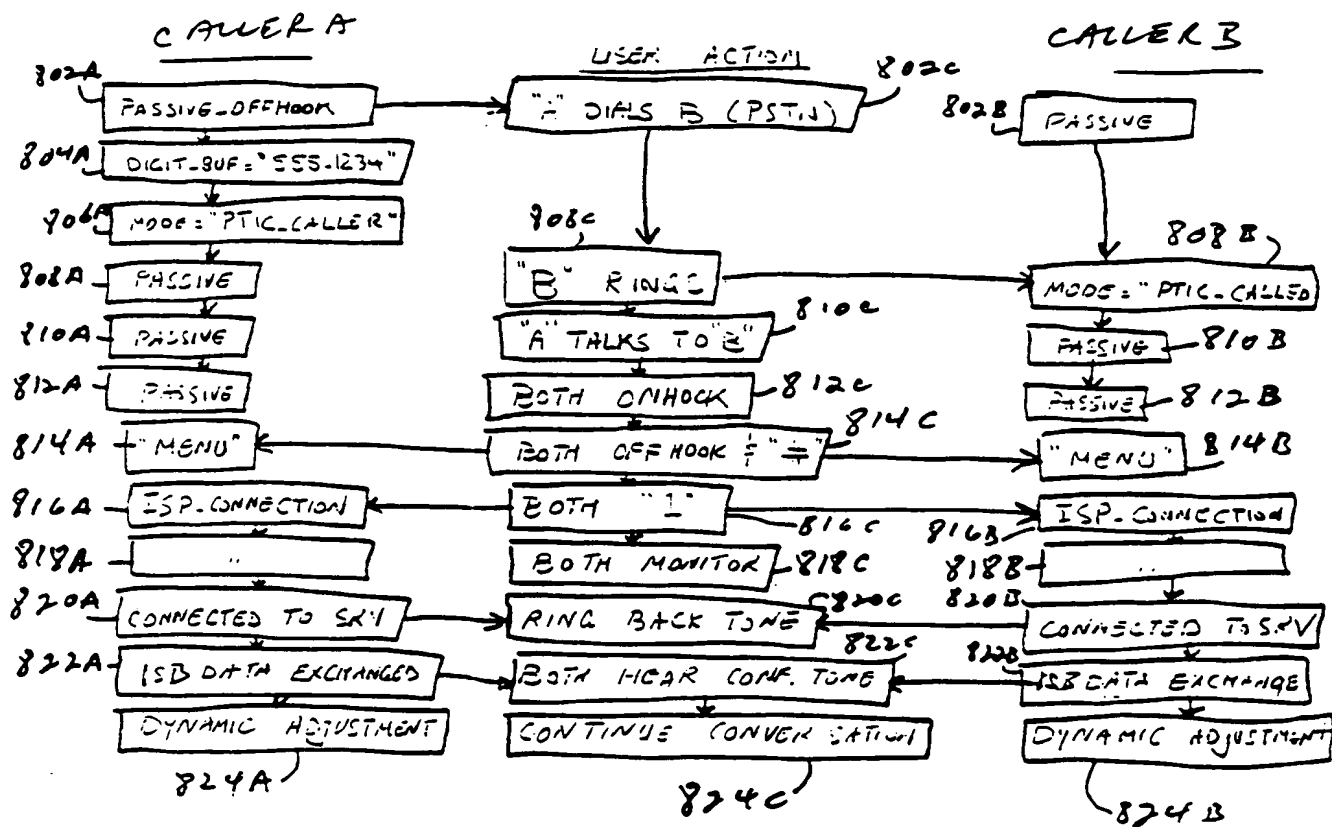 CALLER A
USER ACTION
CALLER B
802A
802C
802B
PASSIVE_OFFHOOK
"A" DIALS B (PSTN)
PASSIVE
804A
DIGIT_BUF="555-1234"
806A
MODE="PTIC_CALLER"
808C
808B
808A
PASSIVE
"B" RINGS
MODE="PTIC_CALLED
810A
PASSIVE
"A" TALKS TO "B"
810C
PASSIVE
810B
812A
PASSIVE
BOTH ONHOOK
812C
PASSIVE
812B
814A
"MENU"
BOTH OFFHOOK
814C
"MENU"
814B
816A
ISP_CONNECTION
BOTH "1"
816C
816B
ISP_CONNECTION
818A
..
BOTH MONITOR
818C
818B
..
820A
CONNECTED TO SRV
RING BACK TONE
820C
820B
CONNECTED TO SRV
822A
ISB DATA EXCHANGED
BOTH HEAR CONF. TONE
822C
822B
ISB DATA EXCHANGE
DYNAMIC ADJUSTMENT
CONTINUE CONVERSATION
DYNAMIC ADJUSTMENT
824A
824C
824B